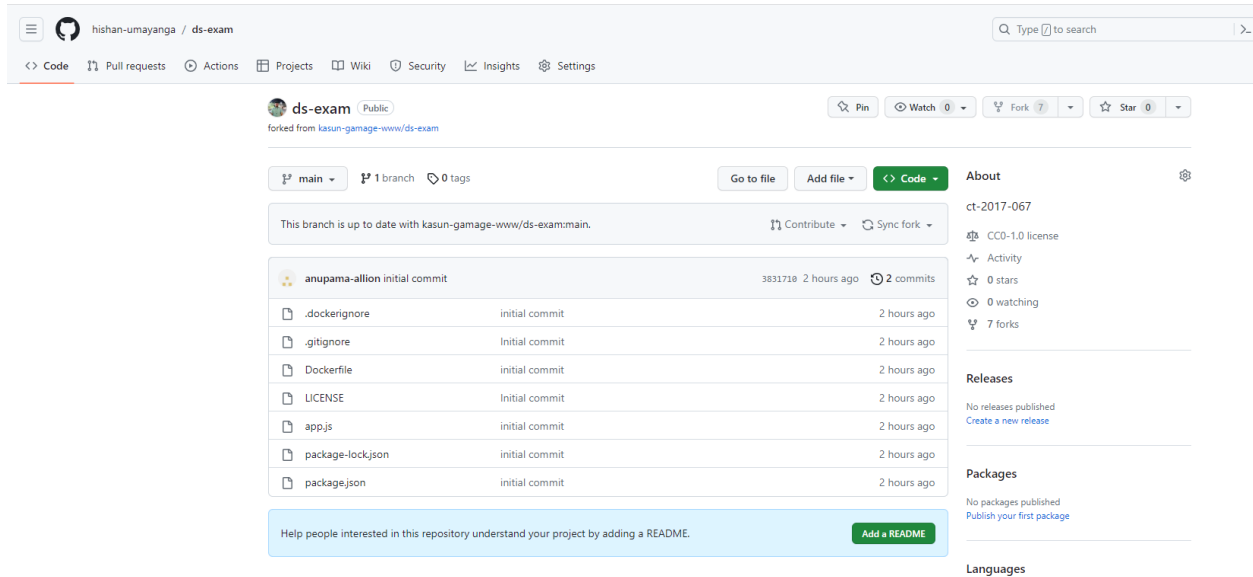 hishan-umayanga / ds-exam
Type / to search
Code Pull requests Actions Projects Wiki Security Insights Settings
ds-exam Public
Pin Watch 0 Fork 7 Star 0
forked from kasun-gamage-www/ds-exam
main 1 branch 0 tags Go to file Add file <> Code
This branch is up to date with kasun-gamage-www/ds-exam:main. Contribute Sync fork
anupama-allion initial commit 3831710 2 hours ago 2 commits
.dockerignore initial commit 2 hours ago
.gitignore Initial commit 2 hours ago
Dockerfile initial commit 2 hours ago
LICENSE Initial commit 2 hours ago
app.js initial commit 2 hours ago
package-lock.json initial commit 2 hours ago
package.json initial commit 2 hours ago
Help people interested in this repository understand your project by adding a README. Add a README
About
ct-2017-067
CC0-1.0 license
Activity
0 stars
0 watching
7 forks
Releases
No releases published
Create a new release
Packages
No packages published
Publish your first package
Languages